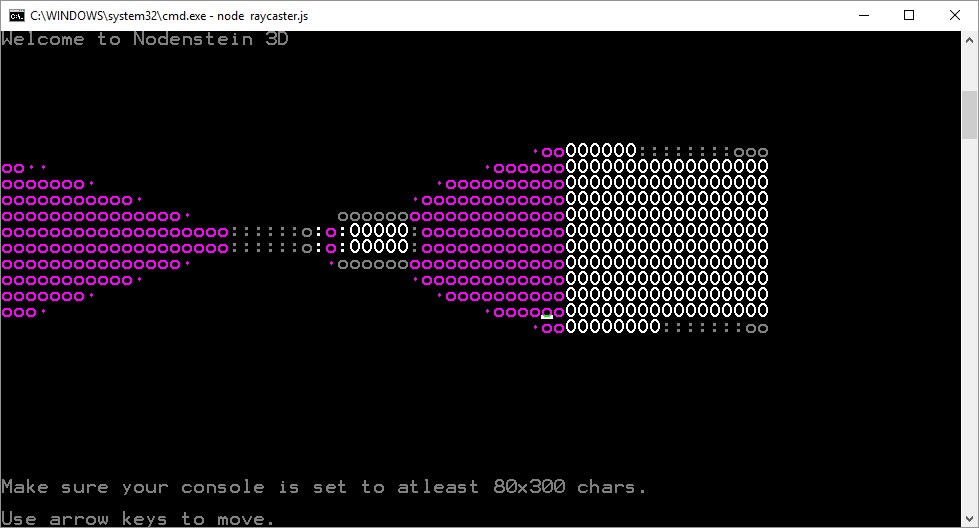 C:\WINDOWS\system32\cmd.exe - node raycaster.js
Welcome to Nodenstein 3D
Make sure your console is set to atleast 80x300 chars.
Use arrow keys to move.